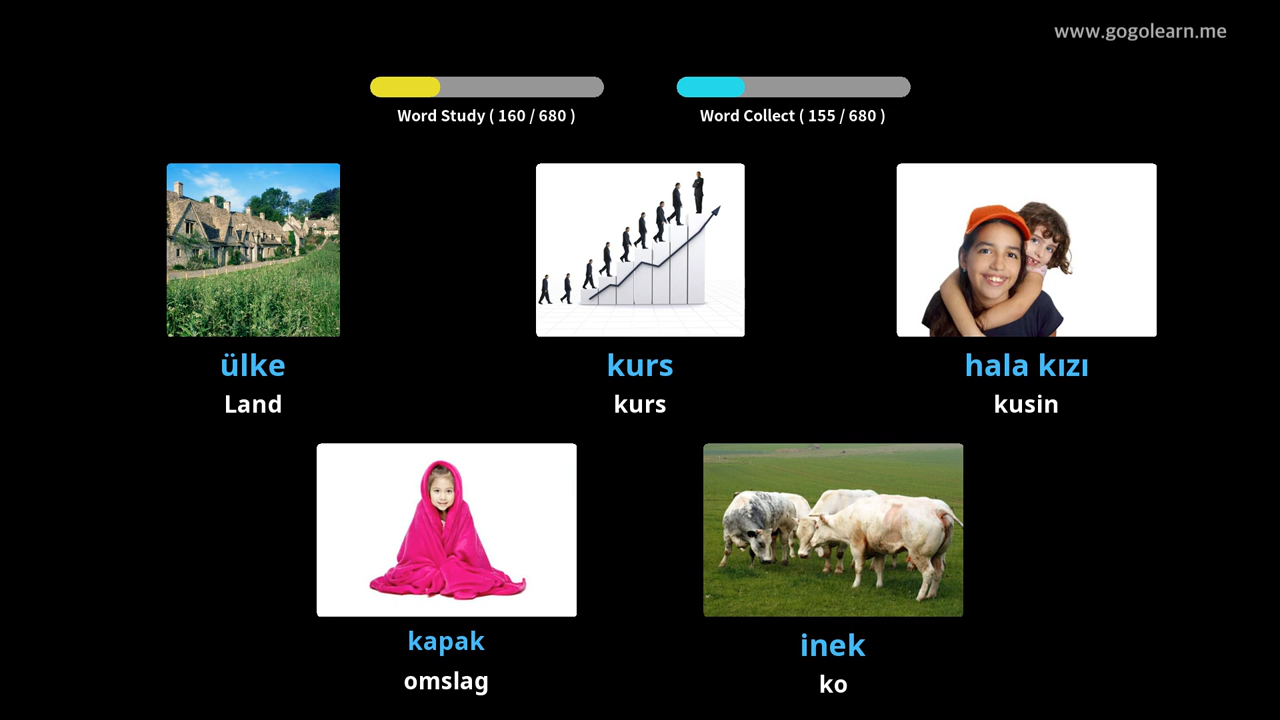 www.gogolearn.me
Word Study ( 160 / 680 )
Word Collect ( 155 / 680 )
ülke
Land
kurs
kurs
hala kızı
kusin
kapak
omslag
inek
ko